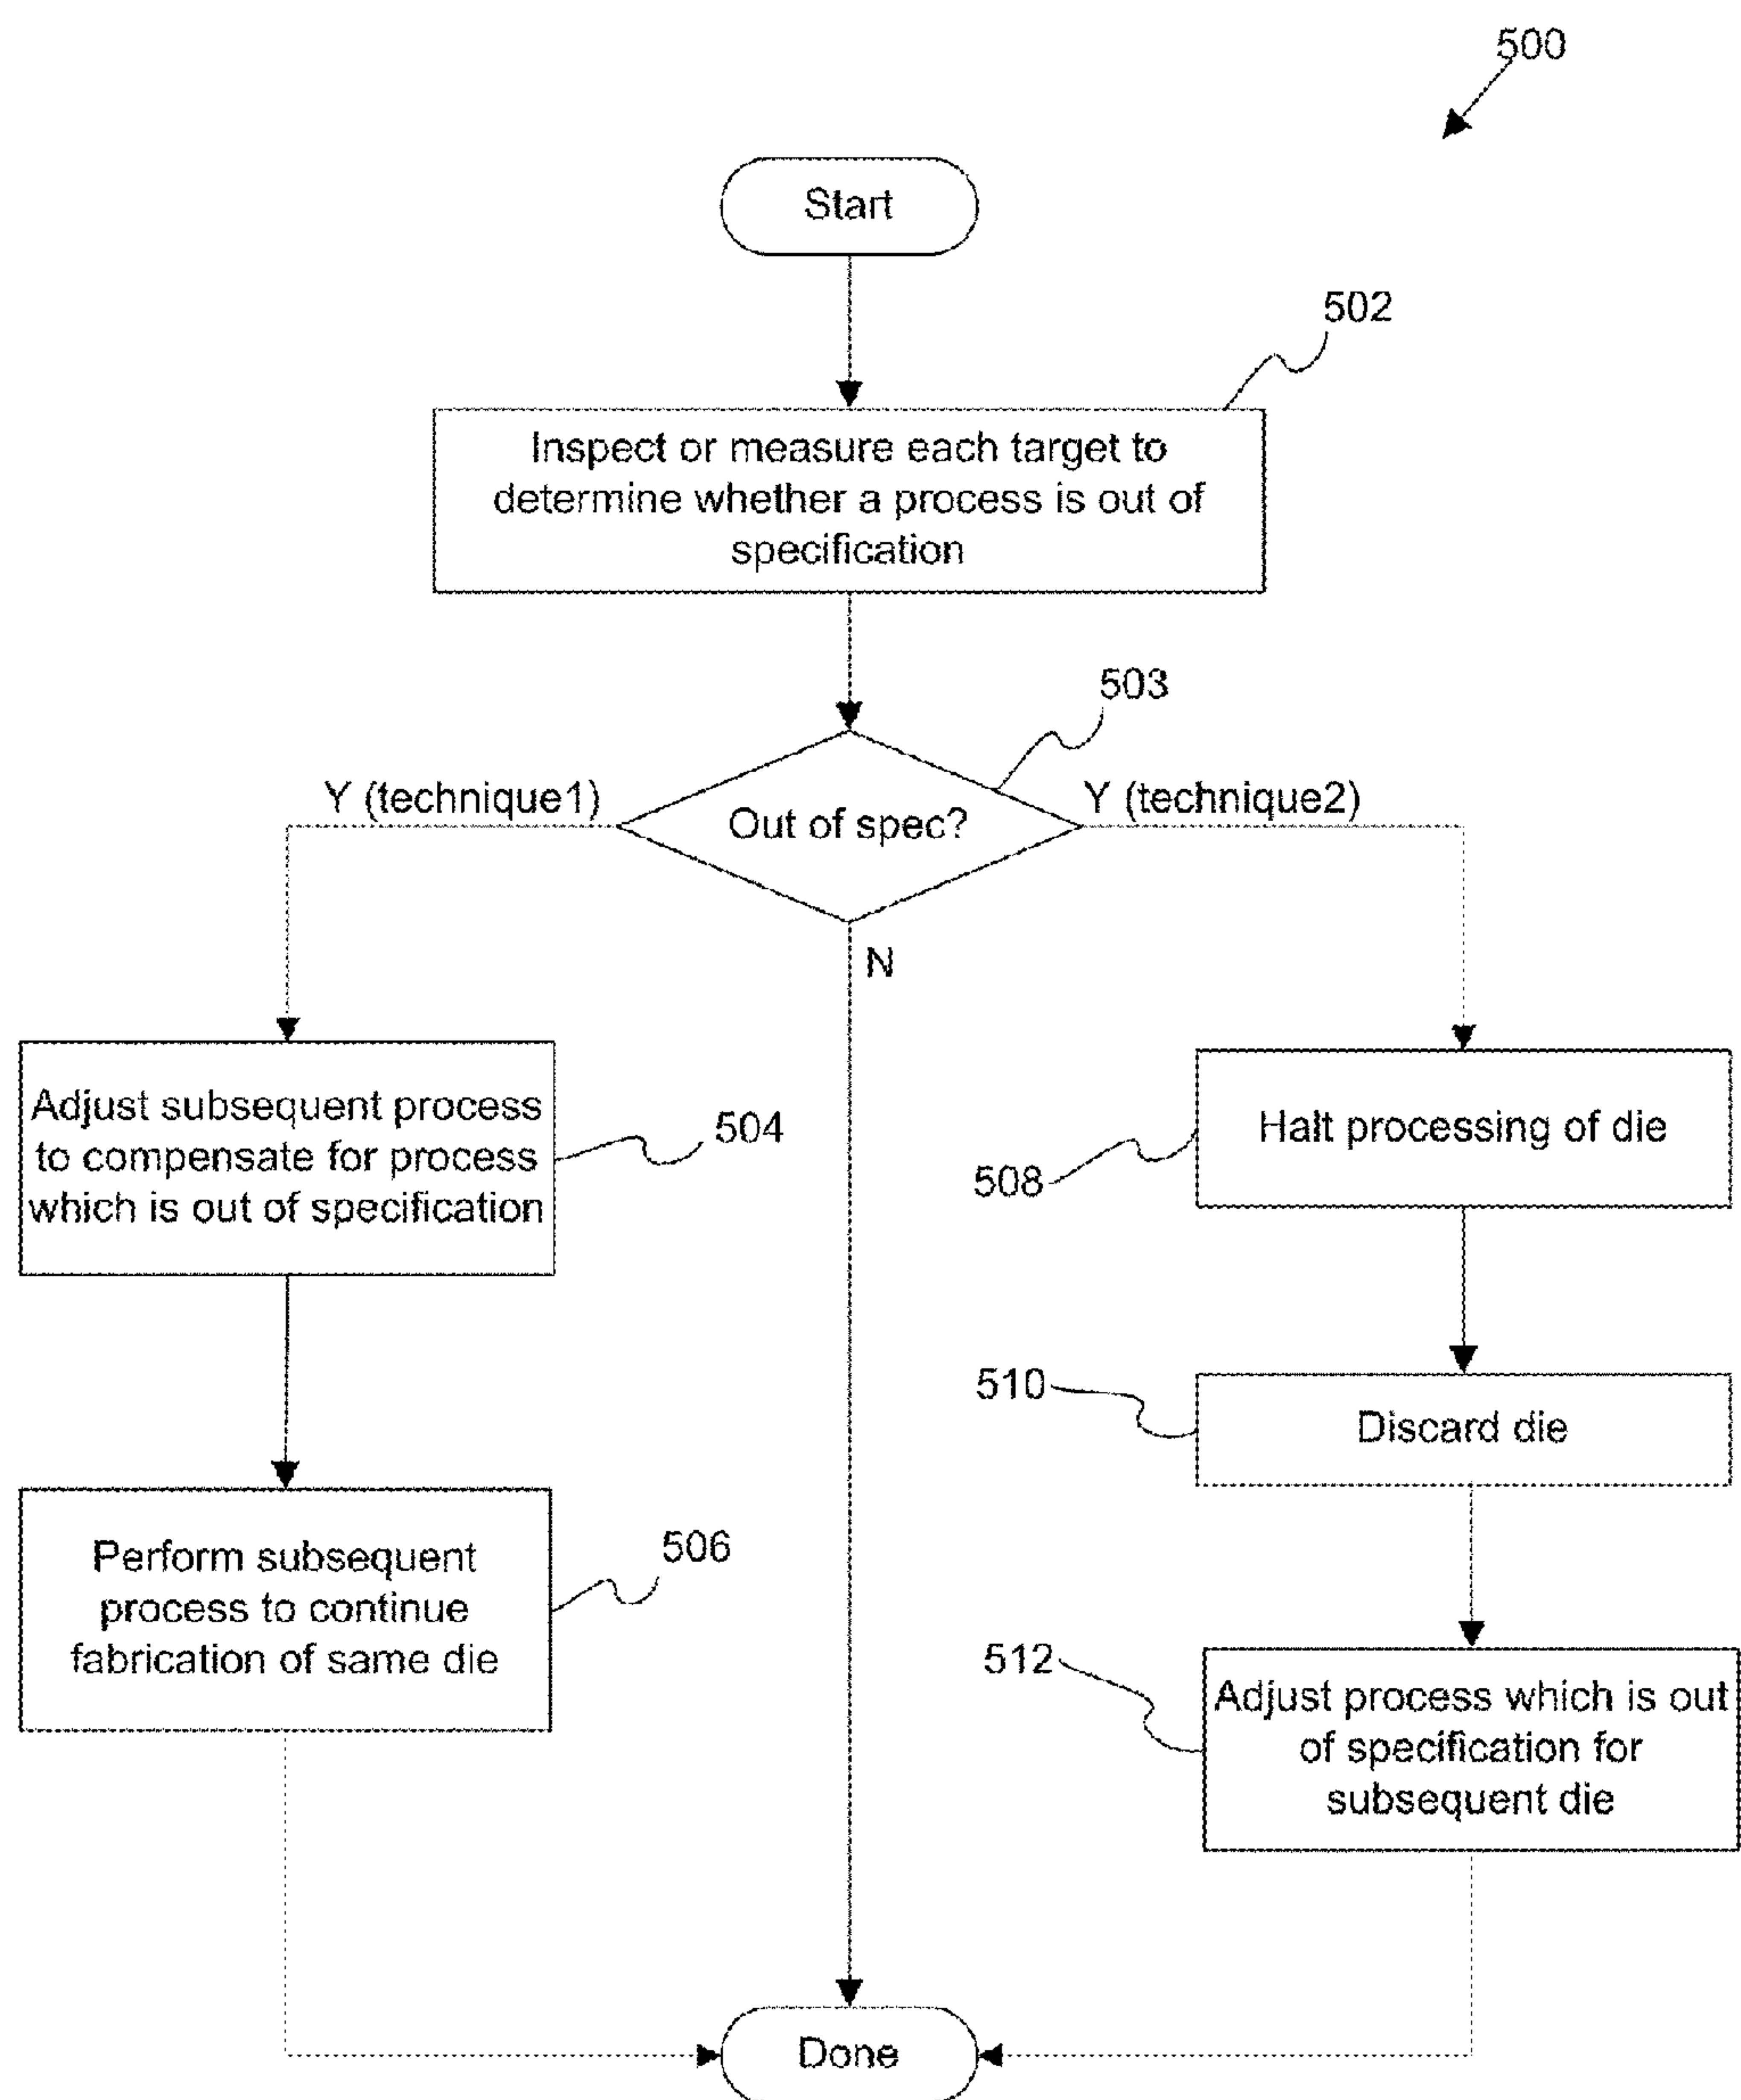 500
Start
502
Inspect or measure each target to
determine whether a process is out of
specification
503
Y (technique1)
Out of spec?
Y (technique2)
N
Adjust subsequent process
to compensate for process
which is out of specification
504
Halt processing of die
508
510
Discard die
Perform subsequent
process to continue
fabrication of same die
506
512
Adjust process which is out
of specification for
subsequent die
Done